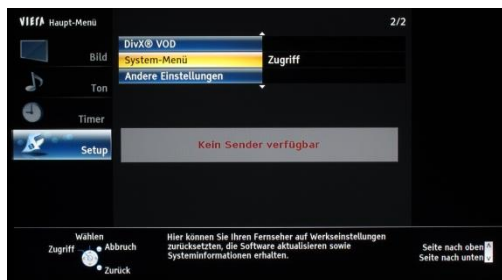 VIErA Haupt-Menü
2/2
Bild
Ton
Timer
Setup
DivX® VOD
System-Menü Zugriff
Andere Einstellungen
Kein Sender verfügbar
Wählen
Zugriff
Abbruch
Zurück
Hier können Sie Ihren Fernseher auf Werkseinstellungen
zurücksetzten, die Software aktualisieren sowie
Systeminformationen erhalten.
Seite nach oben
Seite nach unten